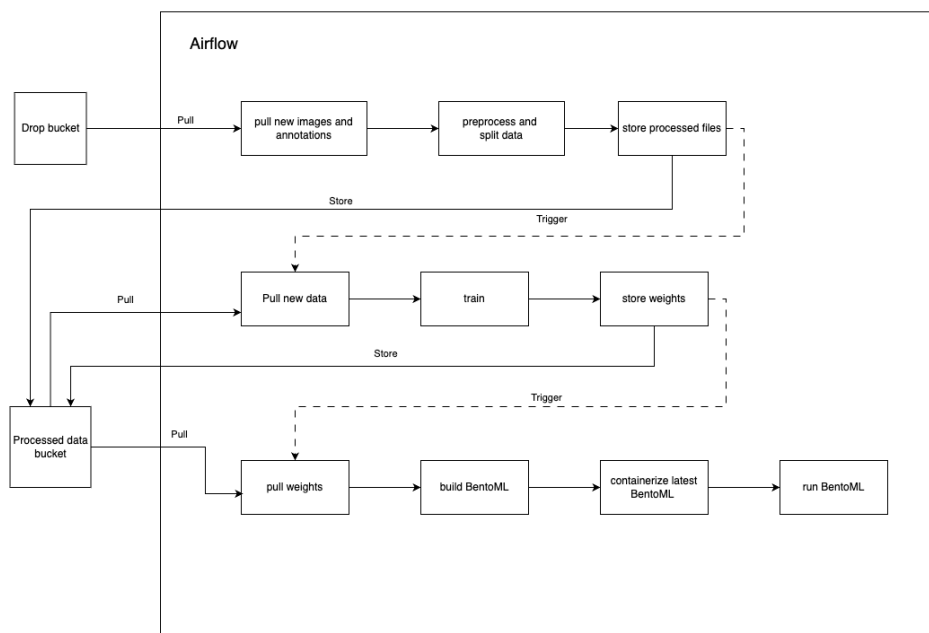 Airflow
Drop bucket
Pull
pull new images and
annotations
preprocess and
split data
store processed files
Store
Trigger
Pull new data
train
store weights
Pull
Store
Trigger
Processed data
bucket
Pull
pull weights
build BentoML
containerize latest
BentoML
run BentoML